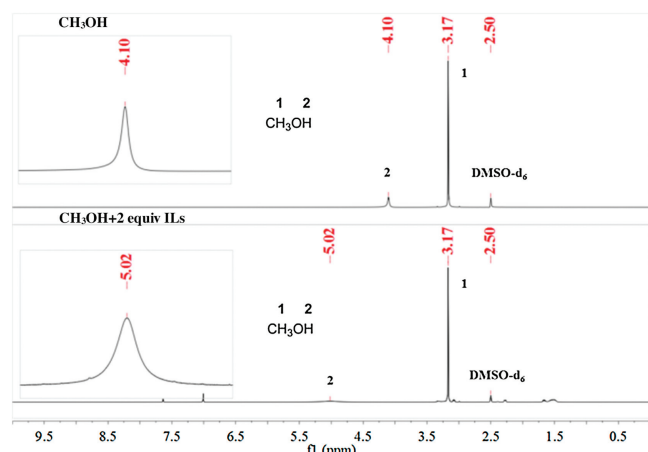 CH₃OH
-4.10
-4.10
-3.17
-2.50
1
1 2
CH₃OH
2
DMSO-d₆
CH₃OH+2 equiv ILs
-5.02
-5.02
-3.17
-2.50
1
1 2
CH₃OH
2
DMSO-d₆
9.5 8.5 7.5 6.5 5.5 4.5 3.5 2.5 1.5 0.5
f1 (ppm)